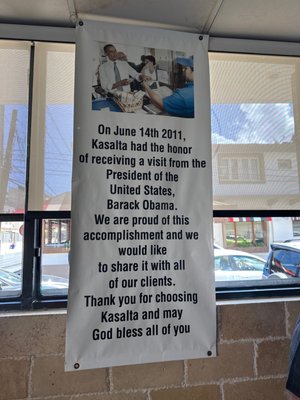 On June 14th 2011,
Kasalta had the honor
of receiving a visit from the
President of the
United States,
Barack Obama.
We are proud of this
accomplishment and we
would like
to share it with all
of our clients.
Thank you for choosing
Kasalta and may
God bless all of you